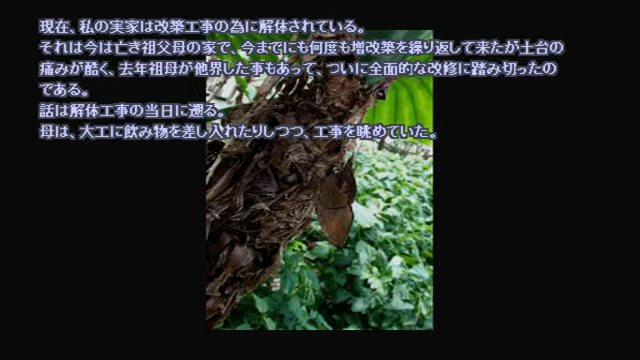 現在、私の実家は改築工事の為に解体されている。
それは今は亡き祖父母の家で、今までにも何度も増改築を繰り返して来たが土台の
痛みが酷く、去年祖母が他界した事もあって、ついに全面的な改修に踏み切ったの
である。
話は解体工事の当日に遡る。
母は、大工に飲み物を差し入れたりしつつ、工事を眺めていた。